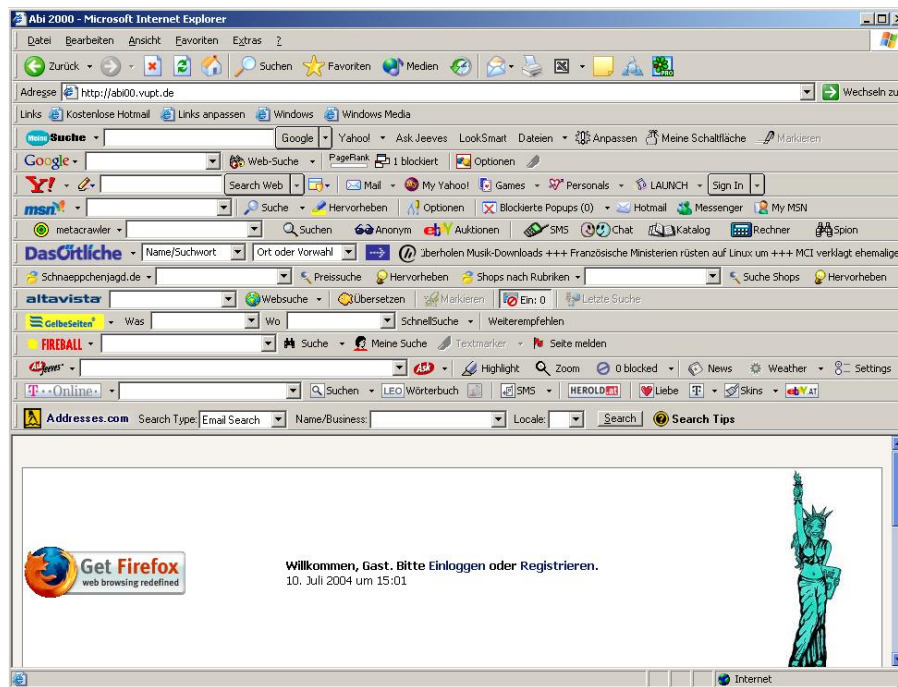 Abi 2000 - Microsoft Internet Explorer
Datei Bearbeiten Ansicht Favoriten Extras ?
Zurück Suchen Favoriten Medien PRO
Adresse http://abi00.vupt.de Wechseln zu
Links Kostenlose Hotmail Links anpassen Windows Windows Media
Meine Suche Google Yahoo! Ask Jeeves LookSmart Dateien Anpassen Meine Schaltfläche Markieren
Google Web-Suche PageRank 1 blockiert Optionen
Y! Search Web Mail My Yahoo! Games Personals LAUNCH Sign In
msn Suche Hervorheben Optionen Blockierte Popups (0) Hotmail Messenger My MSN
metacrawler Suchen Anonym ebY Auktionen SMS Chat Katalog Rechner Spion
DasÖrtliche Name/Suchwort Ort oder Vorwahl überholen Musik-Downloads +++ Französische Ministerien rüsten auf Linux um +++ MCI verklagt ehemalige
Schnaeppchenjagd.de Preissuche Hervorheben Shops nach Rubriken Suche Shops Hervorheben
altavista Websuche Übersetzen Markieren Ein: 0 Letzte Suche
GelbeSeiten Was Wo SchnellSuche Weiterempfehlen
FIREBALL Suche Meine Suche Textmarker Seite melden
Ask Jeeves Ask Highlight Zoom 0 blocked News Weather Settings
T··Online· Suchen LEO Wörterbuch SMS HEROLD Liebe T Skins ebY AT
Addresses.com Search Type: Email Search Name/Business: Locale: Search Search Tips
Get Firefox
web browsing redefined
Willkommen, Gast. Bitte Einloggen oder Registrieren.
10. Juli 2004 um 15:01
Internet